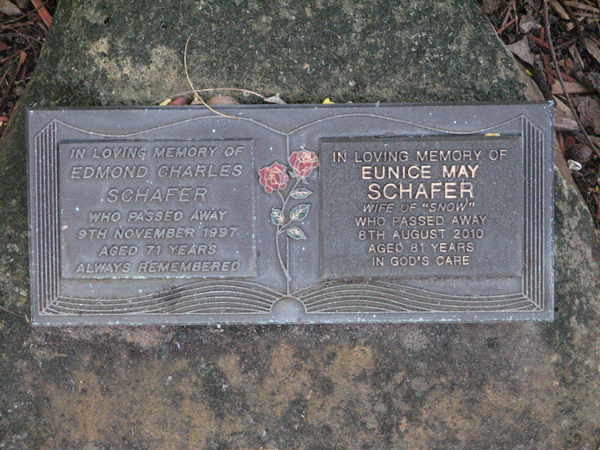 IN LOVING MEMORY OF
EDMOND CHARLES
SCHAFER
WHO PASSED AWAY
9TH NOVEMBER 1997
AGED 71 YEARS
ALWAYS REMEMBERED
IN LOVING MEMORY OF
EUNICE MAY
SCHAFER
WIFE OF "SNOW"
WHO PASSED AWAY
8TH AUGUST 2010
AGED 81 YEARS
IN GOD'S CARE